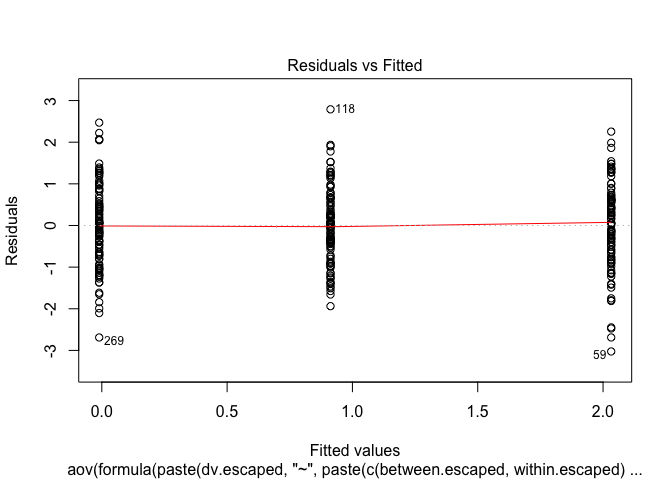 Residuals vs Fitted
Residuals
3
2
1
0
-1
-2
-3
118
269
59
0.0 0.5 1.0 1.5 2.0
Fitted values
aov(formula(paste(dv.escaped, "~", paste(c(between.escaped, within.escaped) ...